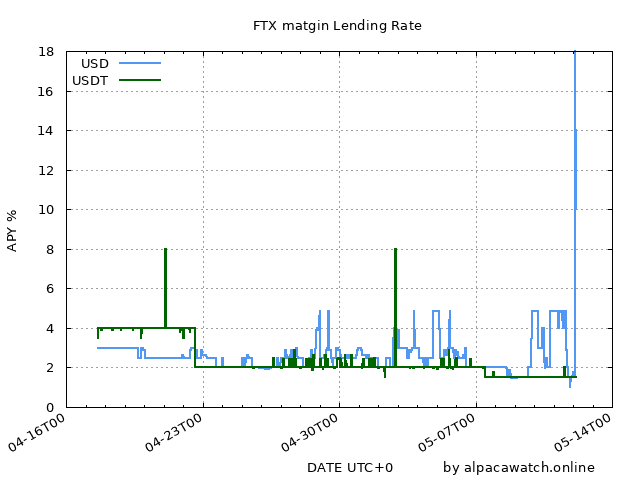 FTX matgin Lending Rate
USD
USDT
18
16
14
12
10
8
6
4
2
0
APY %
04-16T00
04-23T00
04-30T00
05-07T00
05-14T00
DATE UTC+0
by alpacawatch.online